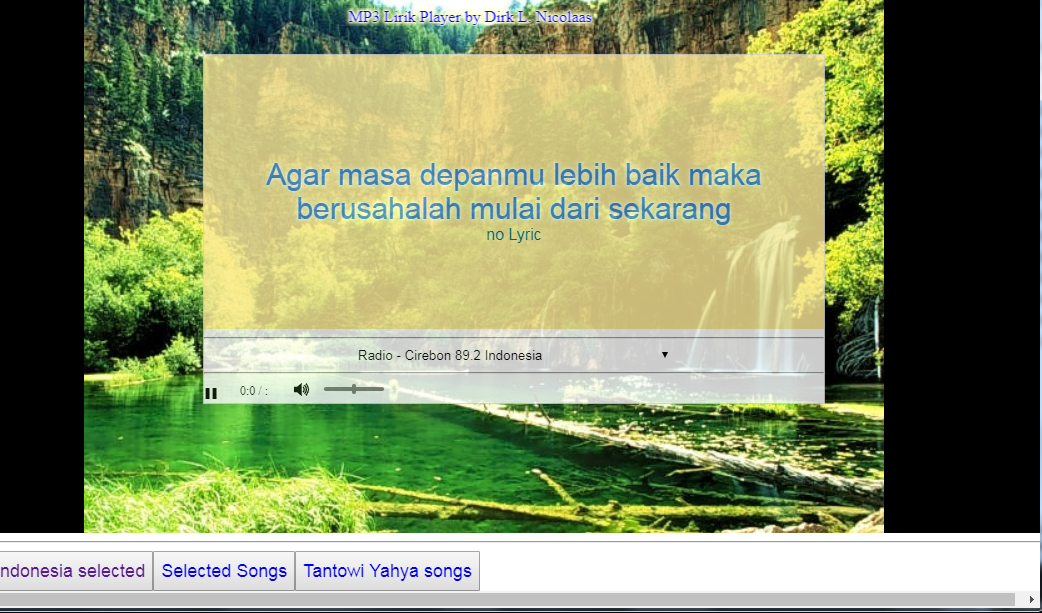 MP3 Lirik Player by Dirk L. Nicolaas
Agar masa depanmu lebih baik maka
berusahalah mulai dari sekarang
no Lyric
Radio - Cirebon 89.2 Indonesia
0:0 / :
ndonesia selected
Selected Songs
Tantowi Yahya songs